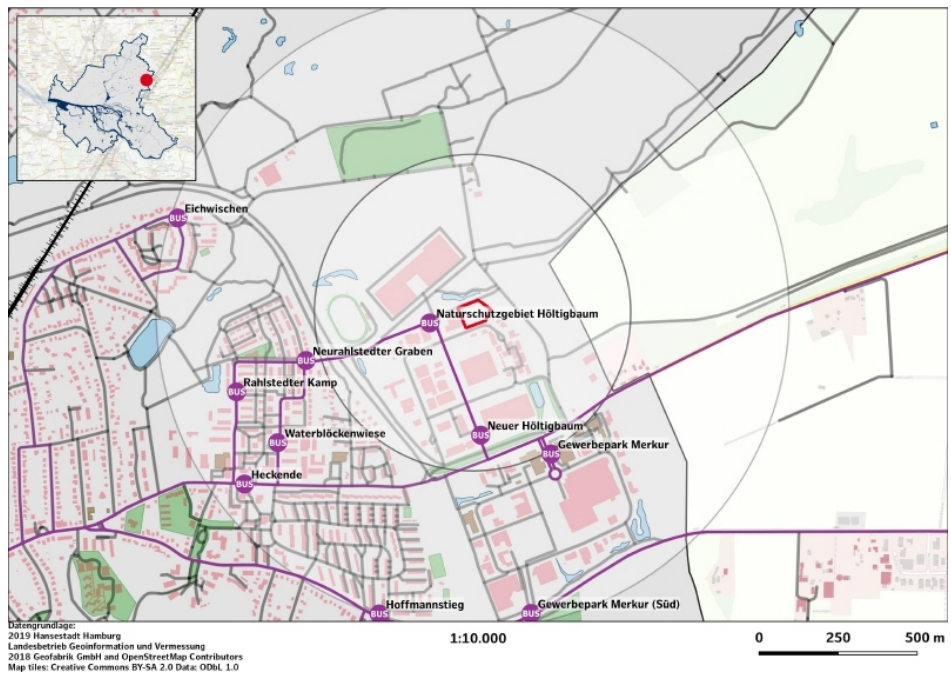 BUS Eichwischen
BUS Naturschutzgebiet Höltigbaum
BUS Neurahlstedter Graben
BUS Rahlstedter Kamp
BUS Neuer Höltigbaum
BUS Waterblöckenwiese
BUS Gewerbepark Merkur
BUS Heckende
BUS Hoffmannstieg
BUS Gewerbepark Merkur (Süd)
Datengrundlage:
2019 Hansestadt Hamburg
Landesbetrieb Geoinformation und Vermessung
2018 Geofabrik GmbH and OpenStreetMap Contributors
Map tiles: Creative Commons BY-SA 2.0 Data: ODbL 1.0
1:10.000
0 250 500 m